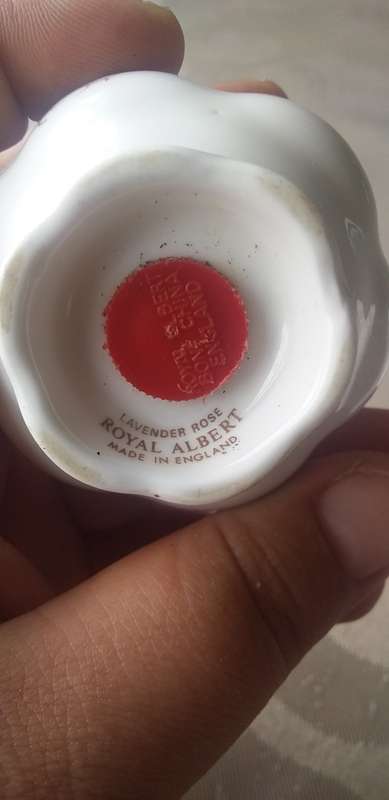 ROYAL ALBERT
BONE CHINA
ENGLAND
LAVENDER ROSE
ROYAL ALBERT
MADE IN ENGLAND